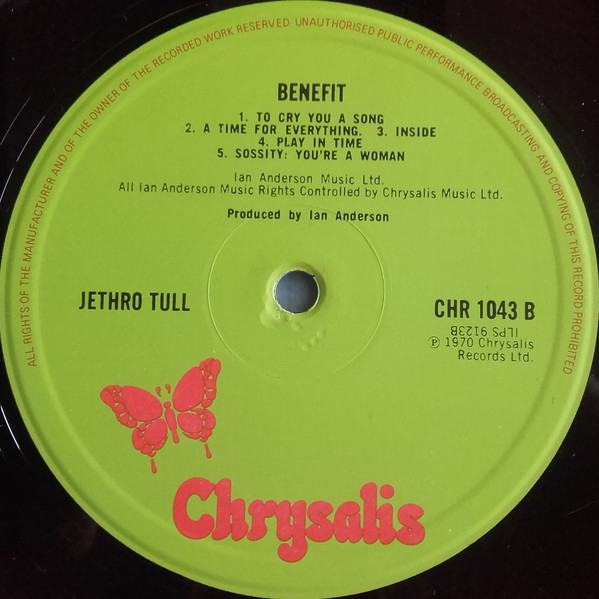 ALL RIGHTS OF THE MANUFACTURER AND OF THE OWNER OF THE RECORDED WORK RESERVED UNAUTHORISED PUBLIC PERFORMANCE BROADCASTING AND COPYING OF THIS RECORD PROHIBITED
BENEFIT
1. TO CRY YOU A SONG
2. A TIME FOR EVERYTHING. 3. INSIDE
4. PLAY IN TIME
5. SOSSITY: YOU'RE A WOMAN
Ian Anderson Music Ltd.
All Ian Anderson Music Rights Controlled by Chrysalis Music Ltd.
Produced by Ian Anderson
JETHRO TULL
CHR 1043 B
ILPS 9123B
℗ 1970 Chrysalis
Records Ltd.
Chrysalis